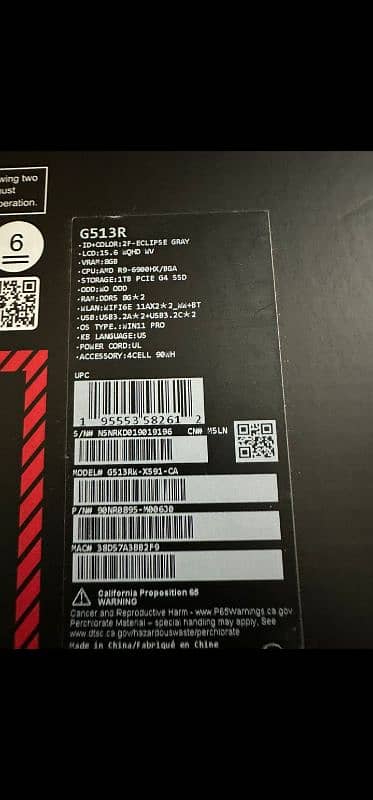 wing two
ust
peration.
6
G513R
·ID+COLOR:2F-ECLIPSE GRAY
·LCD:15.6 WQHD WV
·VRAM:8GB
·CPU:AMD R9-6900HX/BGA
·STORAGE:1TB PCIE G4 SSD
·ODD:WO ODD
·RAM:DDR5 8G*2
·WLAN:WIFI6E 11AX2*2_WW+BT
·USB:USB3.2A*2+USB3.2C*2
·OS TYPE.:WIN11 PRO
·KB LANGUAGE:US
·POWER CORD:UL
·ACCESSORY:4CELL 90WH
UPC
1 95553 58261 2
S/N# N5NRKD019019196 CN# M5LN
MODEL# G513RW-XS91-CA
P/N# 90NR0895-M006J0
MAC# 38D57A3B82F9
California Proposition 65
WARNING
Cancer and Reproductive Harm - www.P65Warnings.ca.gov
Perchlorate Material – special handling may apply, See
www.dtsc.ca.gov/hazardouswaste/perchlorate
Made in China/Fabriqué en Chine